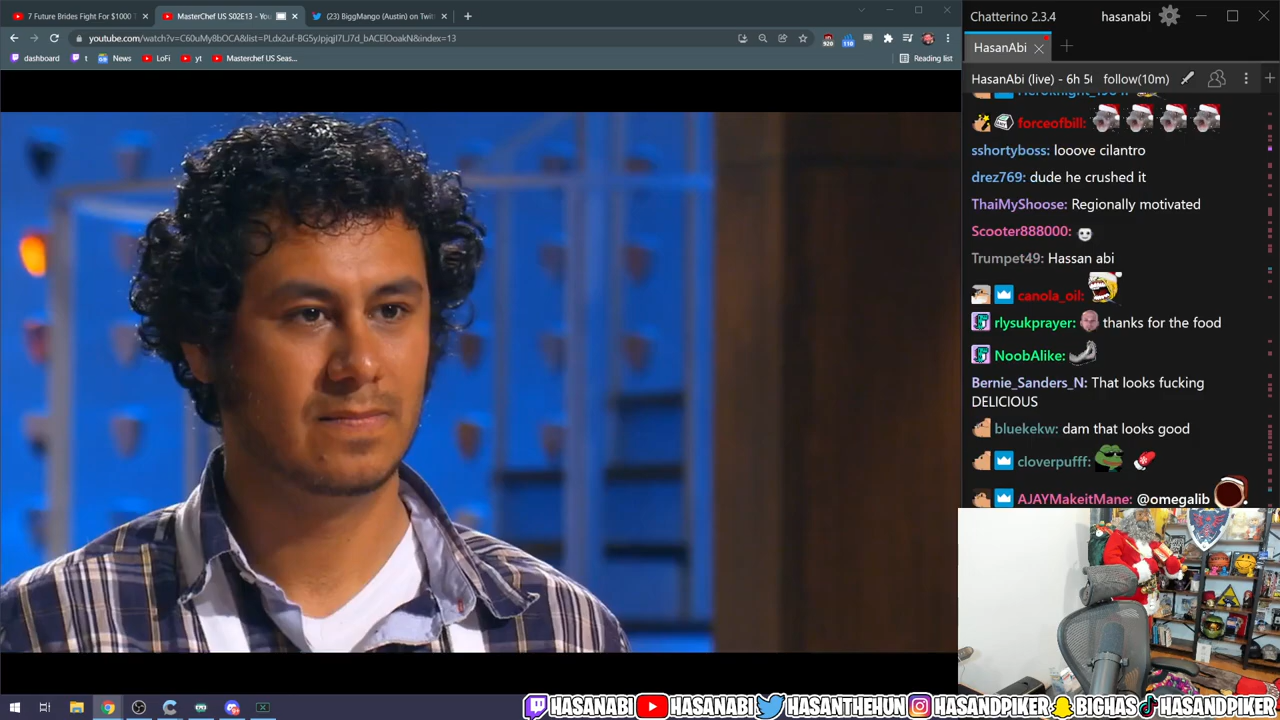 7 Future Brides Fight For $1000
MasterChef US S02E13 - You
(23) BiggMango (Austin) on Twit
youtube.com/watch?v=C60uMy8bOCA&list=PLdx2uf-BG5yJpjqjI7LJ7d_bACElOoakN&index=13
dashboard
t
News
LoFi
yt
Masterchef US Seas...
Reading list
Chatterino 2.3.4
hasanabi
HasanAbi
HasanAbi (live) - 6h 5
follow(10m)
forceofbill:
sshortyboss: looove cilantro
drez769: dude he crushed it
ThaiMyShoose: Regionally motivated
Scooter888000:
Trumpet49: Hassan abi
canola_oil:
rlysukprayer: thanks for the food
NoobAlike:
Bernie_Sanders_N: That looks fucking
DELICIOUS
bluekekw: dam that looks good
cloverpufff:
AJAYMakeitMane: @omegalib
HASANABI
HASANABI
HASANTHEHUN
HASANDPIKER
BIGHAS
HASANDPIKER